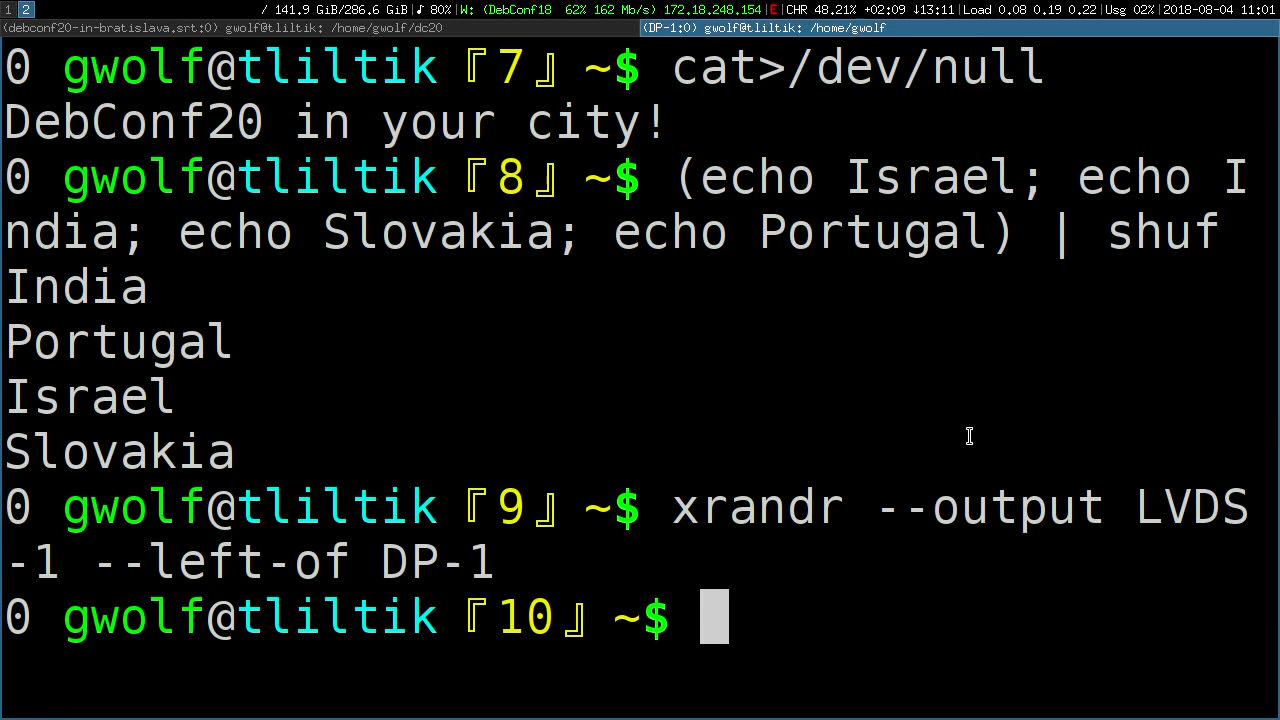 1 2 / 141.9 GiB/286.6 GiB|♪ 80%|W: (DebConf18 62% 162 Mb/s) 172.18.248.154|E|CHR 48.21% +02:09 ↓13:11|Load 0.08 0.19 0.22|Usg 02%|2018-08-04 11:01
(debconf20-in-bratislava.srt:0) gwolf@tliltik: /home/gwolf/dc20 (DP-1:0) gwolf@tliltik: /home/gwolf
0 gwolf@tliltik『7』~$ cat>/dev/null
DebConf20 in your city!
0 gwolf@tliltik『8』~$ (echo Israel; echo I
ndia; echo Slovakia; echo Portugal) | shuf
India
Portugal
Israel
Slovakia
0 gwolf@tliltik『9』~$ xrandr --output LVDS
-1 --left-of DP-1
0 gwolf@tliltik『10』~$